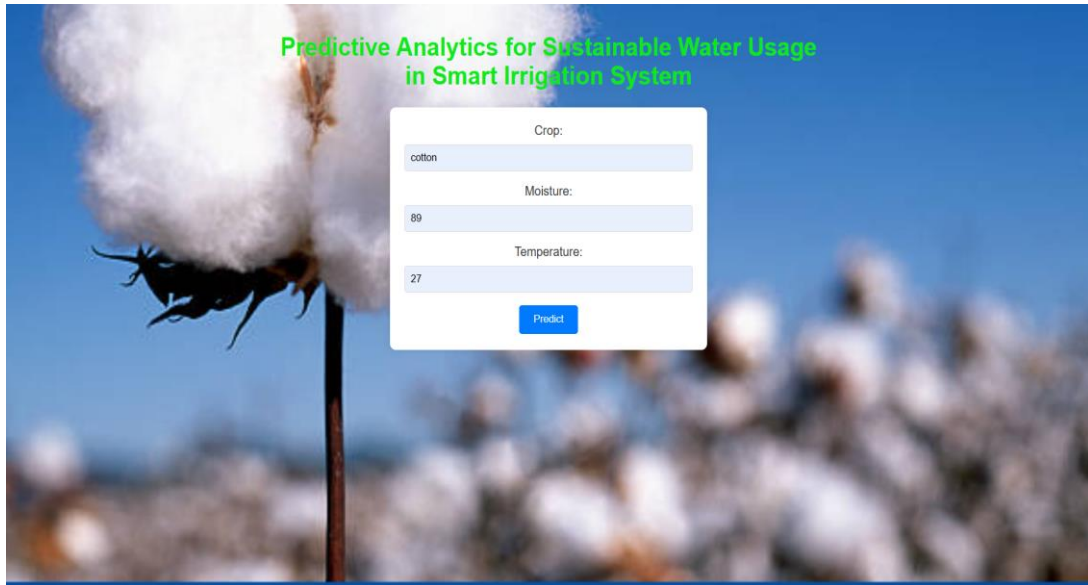 Predictive Analytics for Sustainable Water Usage
in Smart Irrigation System
Crop:
cotton
Moisture:
89
Temperature:
27
Predict